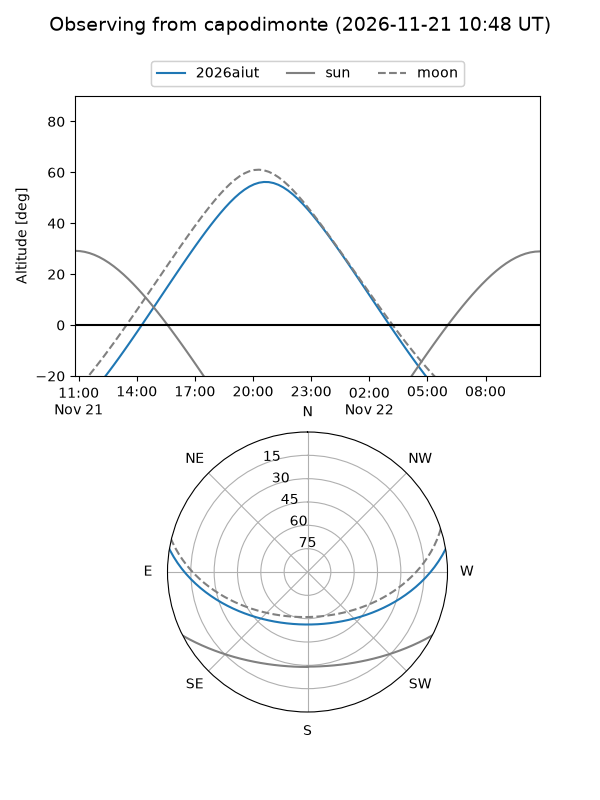 Observing from capodimonte (2026-11-21 10:48 UT)
2026aiut sun moon
Altitude [deg]
80
60
40
20
0
−20
11:00 14:00 17:00 20:00 23:00 02:00 05:00 08:00
Nov 21 Nov 22
N
NE NW
15
30
45
60
75
E W
SE SW
S